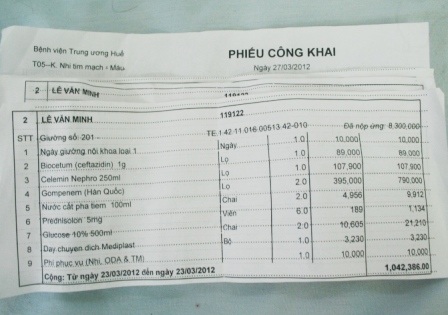 Bệnh viện Trung ương Huế
T05-K. Nhi tim mạch - Máu
PHIẾU CÔNG KHAI
Ngày 27/03/2012
2 LÊ VĂN MINH
2 LÊ VĂN MINH 119122
STT Giường số: 201 - TE.1.42.11.016.00513.42-010 Đã nộp ứng: 8,300,000
1 Ngày giường nội khoa loại 1 Ngày 1.0 10,000 10,000
2 Biocetum (ceftazidin) 1g Lọ 1.0 89,000 89,000
3 Celemin Nephro 250ml Lọ 1.0 107,900 107,900
4 Gompenem (Hàn Quốc) Lọ 2.0 395,000 790,000
5 Nước cất pha tiêm 100ml Chai 2.0 4,956 9,912
6 Prednisolon 5mg Viên 6.0 189 1,134
7 Glucose 10% 500ml Chai 2.0 10,605 21,210
8 Dây chuyền dịch Mediplast Bộ 1.0 3,230 3,230
9 Phí phục vụ (Nhi, ODA & TM) 1.0 10,000 10,000
Cộng: Từ ngày 23/03/2012 đến ngày 23/03/2012 1,042,386.00